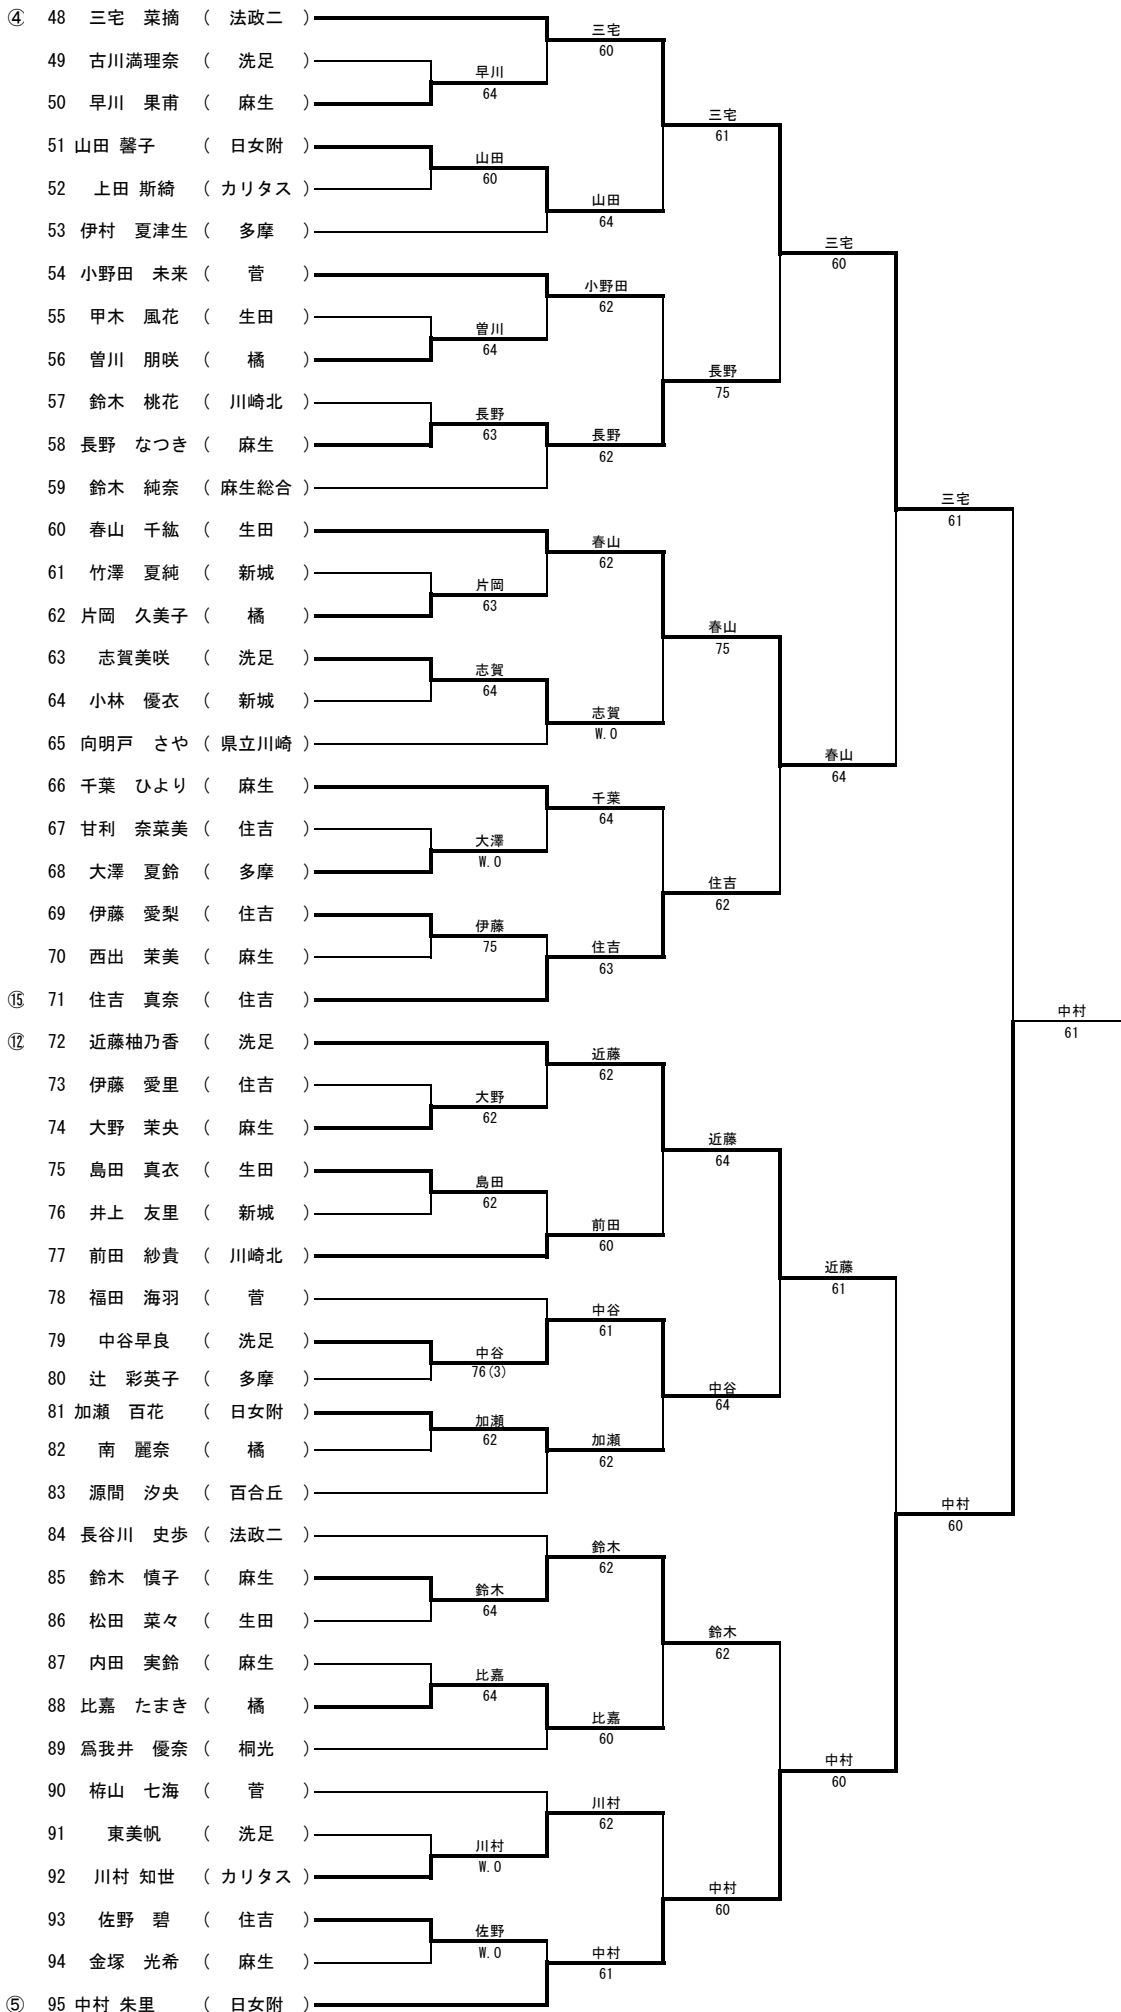 ④ 48 三宅 菜摘 ( 法政二 )
三宅
60
49 古川満理奈 ( 洗足 )
早川
64
50 早川 果甫 ( 麻生 )
三宅
61
51 山田 馨子 ( 日女附 )
山田
60
52 上田 斯綺 ( カリタス )
山田
64
53 伊村 夏津生 ( 多摩 )
三宅
60
54 小野田 未来 ( 菅 )
小野田
62
55 甲木 風花 ( 生田 )
曽川
64
56 曽川 朋咲 ( 橘 )
長野
75
57 鈴木 桃花 ( 川崎北 )
長野
63
58 長野 なつき ( 麻生 )
長野
62
59 鈴木 純奈 ( 麻生総合 )
三宅
61
60 春山 千紘 ( 生田 )
春山
62
61 竹澤 夏純 ( 新城 )
片岡
63
62 片岡 久美子 ( 橘 )
春山
75
63 志賀美咲 ( 洗足 )
志賀
64
64 小林 優衣 ( 新城 )
志賀
W.O
65 向明戸 さや ( 県立川崎 )
春山
64
66 千葉 ひより ( 麻生 )
千葉
64
67 甘利 奈菜美 ( 住吉 )
大澤
W.O
68 大澤 夏鈴 ( 多摩 )
住吉
62
69 伊藤 愛梨 ( 住吉 )
伊藤
75
70 西出 茉美 ( 麻生 )
住吉
63
⑮ 71 住吉 真奈 ( 住吉 )
中村
61
⑫ 72 近藤柚乃香 ( 洗足 )
近藤
62
73 伊藤 愛里 ( 住吉 )
大野
62
74 大野 茉央 ( 麻生 )
近藤
64
75 島田 真衣 ( 生田 )
島田
62
76 井上 友里 ( 新城 )
前田
60
77 前田 紗貴 ( 川崎北 )
近藤
61
78 福田 海羽 ( 菅 )
中谷
61
79 中谷早良 ( 洗足 )
中谷
76(3)
80 辻 彩英子 ( 多摩 )
中谷
64
81 加瀬 百花 ( 日女附 )
加瀬
62
82 南 麗奈 ( 橘 )
加瀬
62
83 源間 汐央 ( 百合丘 )
中村
60
84 長谷川 史歩 ( 法政二 )
鈴木
62
85 鈴木 慎子 ( 麻生 )
鈴木
64
86 松田 菜々 ( 生田 )
鈴木
62
87 内田 実鈴 ( 麻生 )
比嘉
64
88 比嘉 たまき ( 橘 )
比嘉
60
89 爲我井 優奈 ( 桐光 )
中村
60
90 栫山 七海 ( 菅 )
川村
62
91 東美帆 ( 洗足 )
川村
W.O
92 川村 知世 ( カリタス )
中村
60
93 佐野 碧 ( 住吉 )
佐野
W.O
94 金塚 光希 ( 麻生 )
中村
61
⑤ 95 中村 朱里 ( 日女附 )